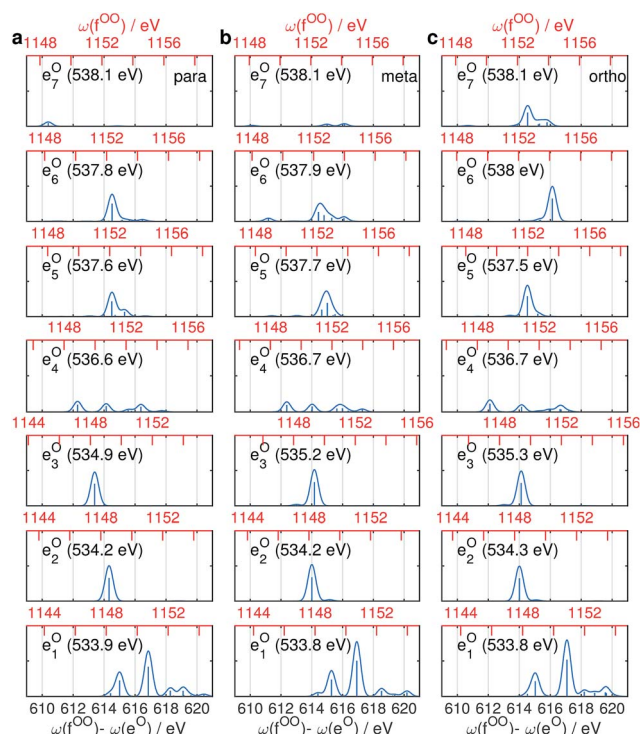 a ω(f^OO) / eV b ω(f^OO) / eV c ω(f^OO) / eV
1148 1152 1156 1148 1152 1156 1148 1152 1156
e_7^O (538.1 eV) para e_7^O (538.1 eV) meta e_7^O (538.1 eV) ortho
1148 1152 1156 1148 1152 1156 1148 1152 1156
e_6^O (537.8 eV) e_6^O (537.9 eV) e_6^O (538 eV)
1148 1152 1156 1148 1152 1156 1148 1152 1156
e_5^O (537.6 eV) e_5^O (537.7 eV) e_5^O (537.5 eV)
1148 1152 1156 1148 1152 1156 1148 1152 1156
e_4^O (536.6 eV) e_4^O (536.7 eV) e_4^O (536.7 eV)
1144 1148 1152 1148 1152 1156 1148 1152 1156
e_3^O (534.9 eV) e_3^O (535.2 eV) e_3^O (535.3 eV)
1144 1148 1152 1144 1148 1152 1144 1148 1152
e_2^O (534.2 eV) e_2^O (534.2 eV) e_2^O (534.3 eV)
1144 1148 1152 1144 1148 1152 1144 1148 1152
e_1^O (533.9 eV) e_1^O (533.8 eV) e_1^O (533.8 eV)
610 612 614 616 618 620 610 612 614 616 618 620 610 612 614 616 618 620
ω(f^OO)- ω(e^O) / eV ω(f^OO)- ω(e^O) / eV ω(f^OO)- ω(e^O) / eV